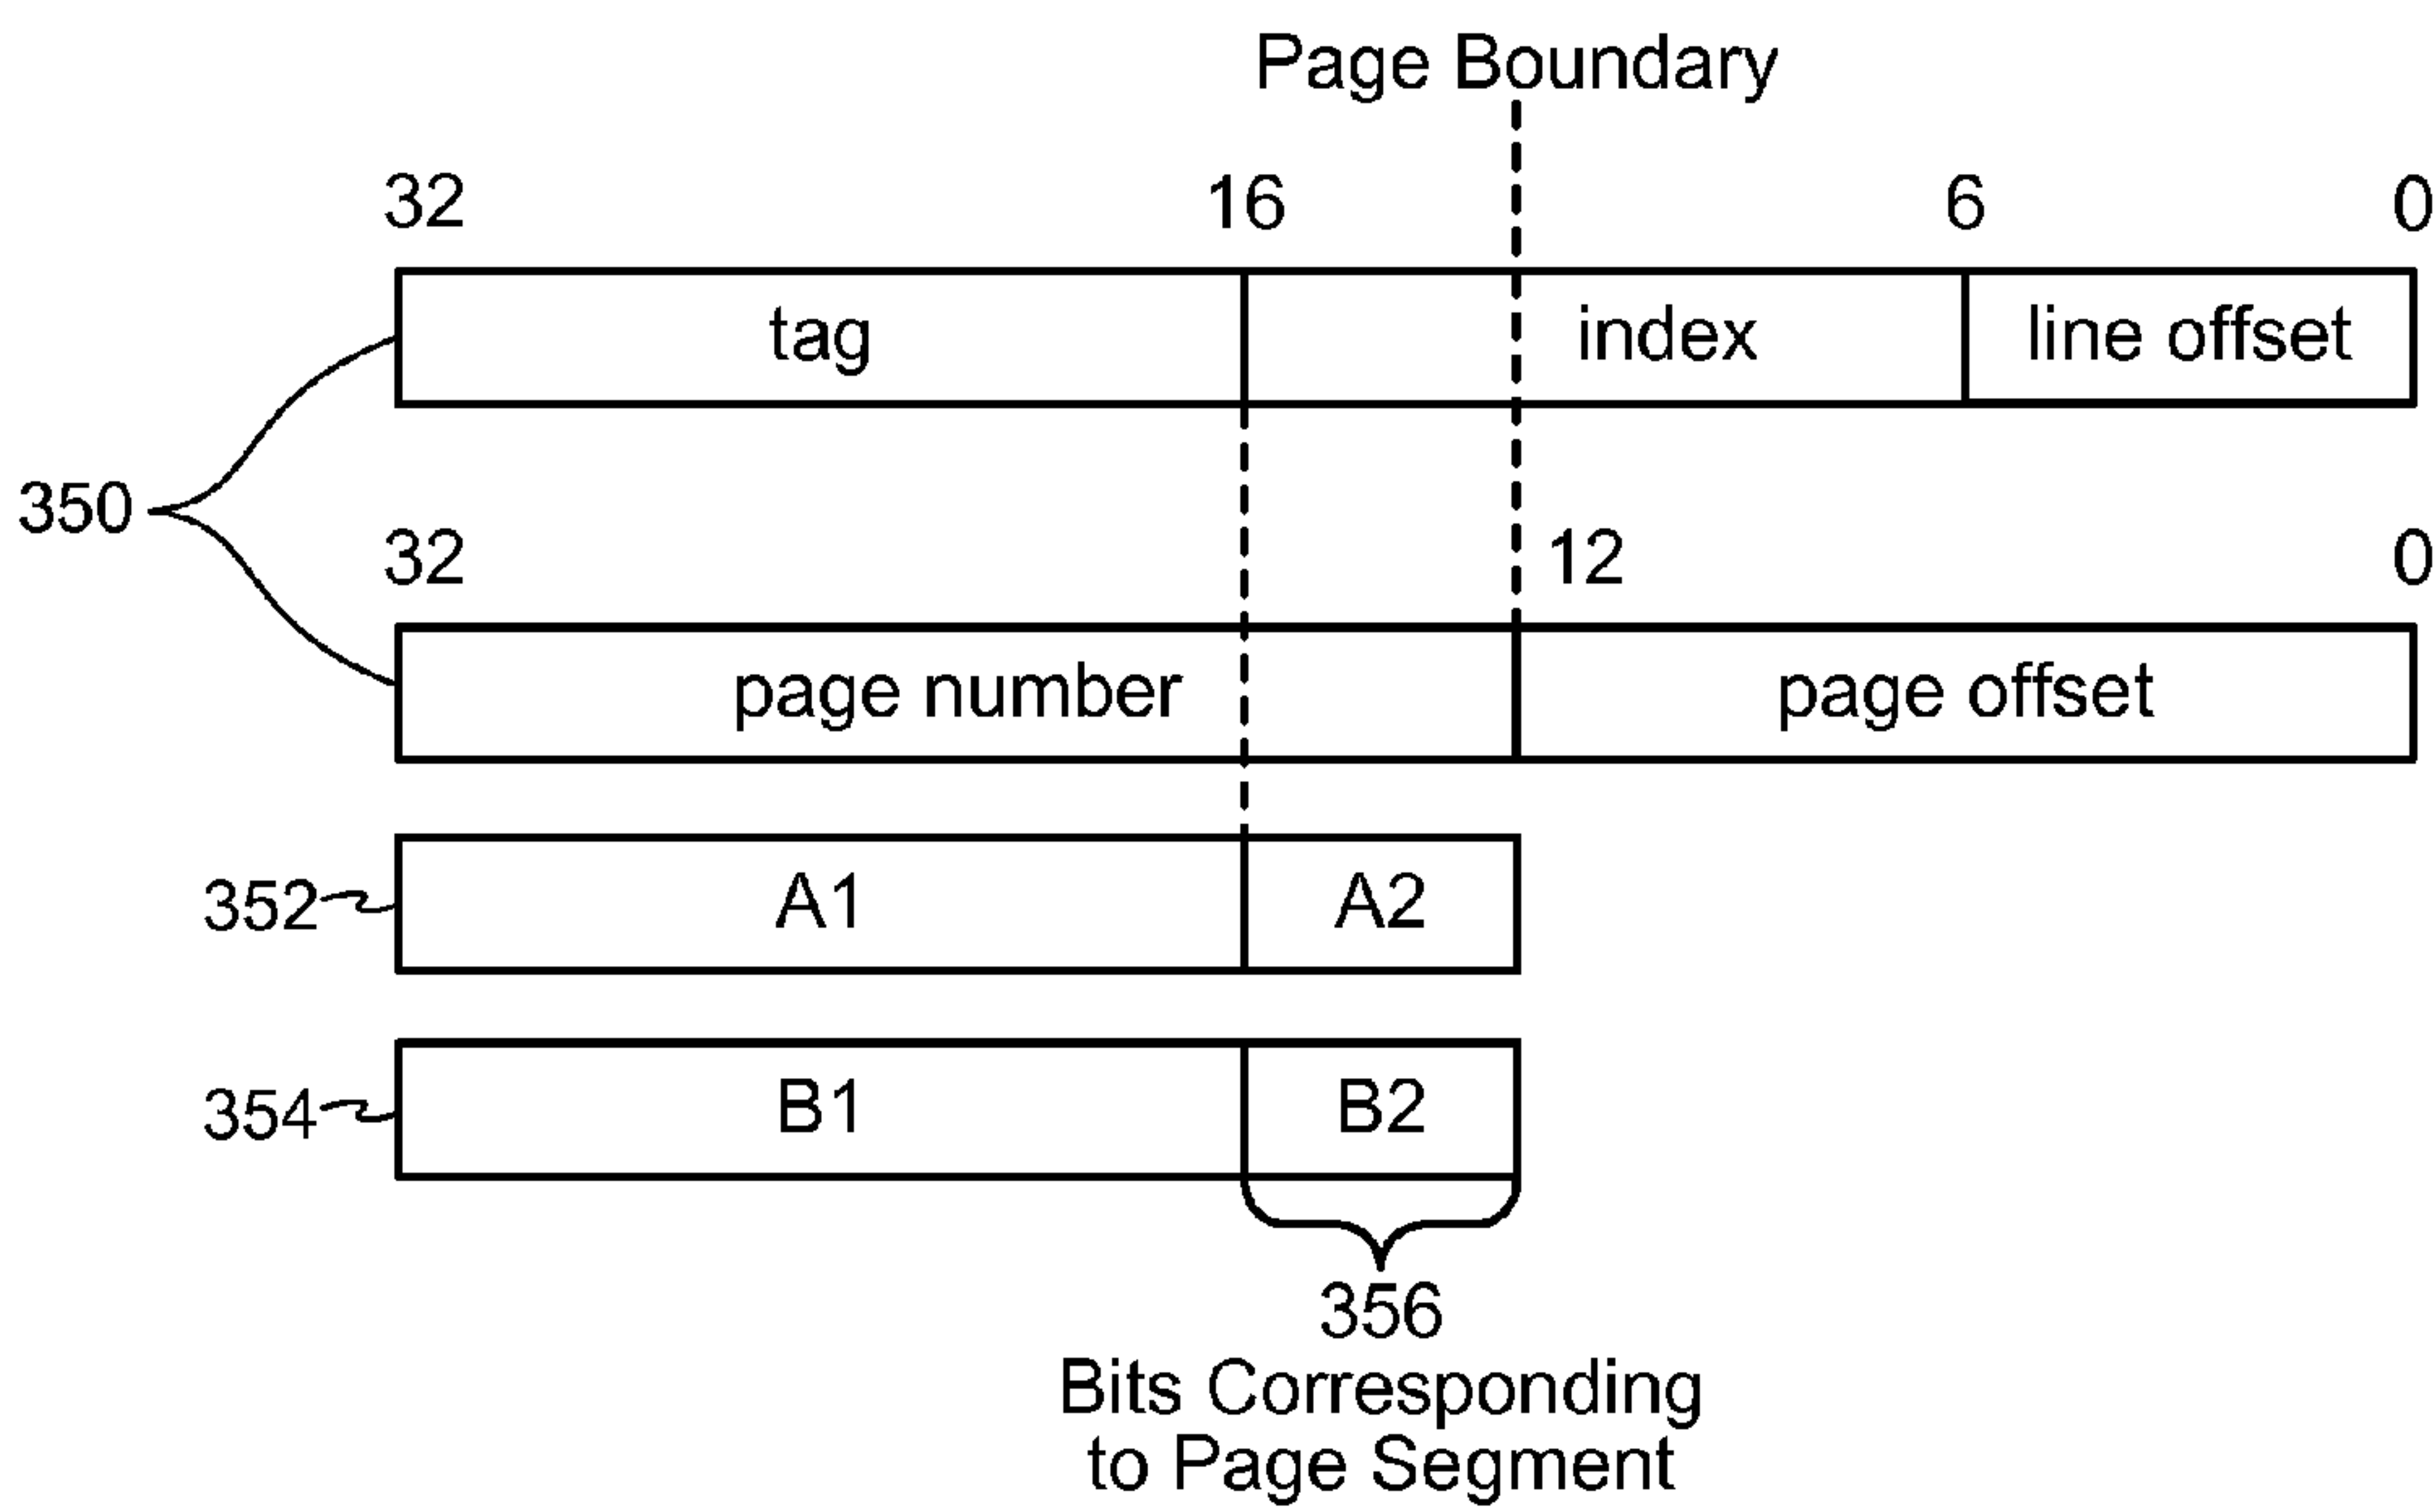 Page Boundary
32 16 6 0
tag index line offset
350
32 12 0
page number page offset
352 A1 A2
354 B1 B2
356
Bits Corresponding
to Page Segment